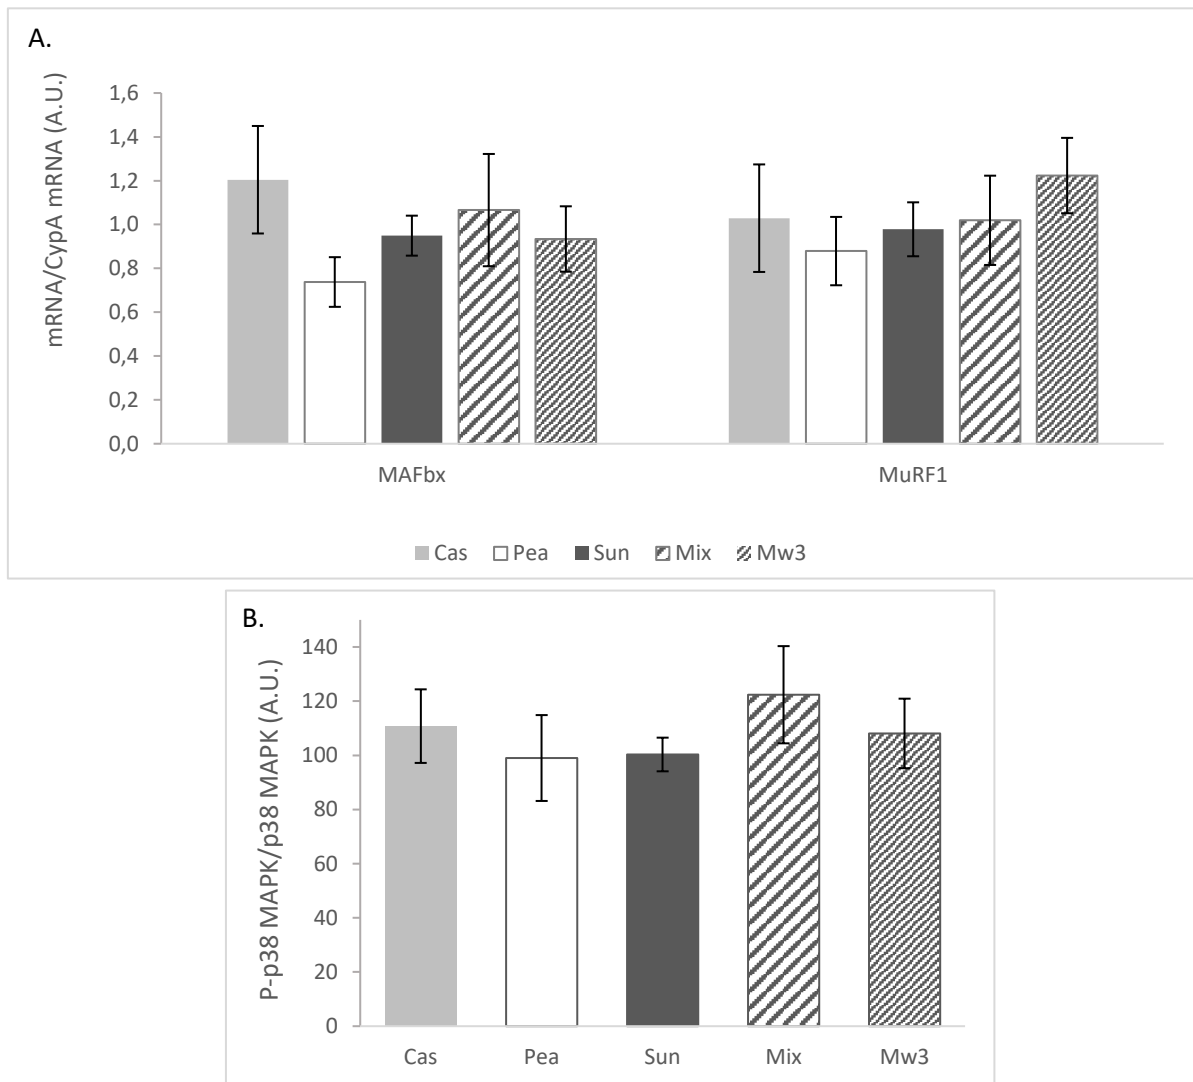 A.
mRNA/CypA mRNA (A.U.)
1,6
1,4
1,2
1,0
0,8
0,6
0,4
0,2
0,0
MAFbx MuRF1
Cas Pea Sun Mix Mw3
B.
P-p38 MAPK/p38 MAPK (A.U.)
140
120
100
80
60
40
20
0
Cas Pea Sun Mix Mw3